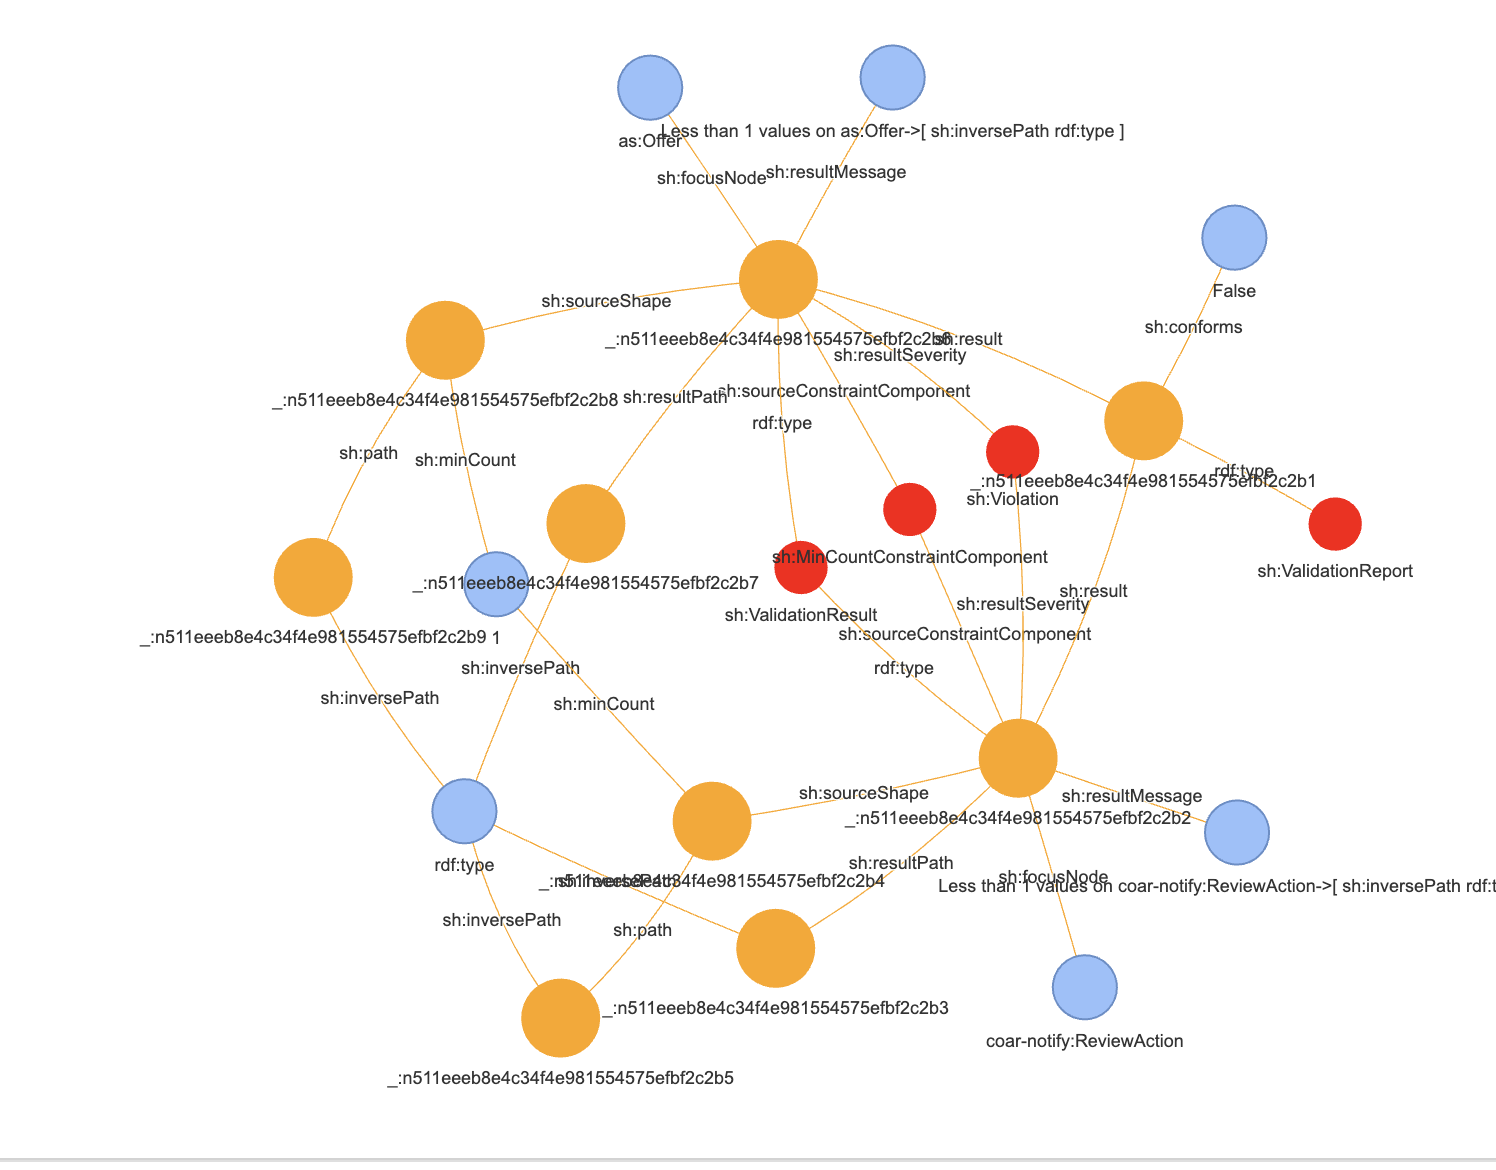 Less than 1 values on as:Offer->[ sh:inversePath rdf:type ]
as:Offer
sh:resultMessage
sh:focusNode
False
sh:sourceShape
sh:conforms
_:n511eeeb8e4c34f4e981554575efbf2c2b6
sh:result
sh:resultSeverity
sh:sourceConstraintComponent
sh:resultPath
_:n511eeeb8e4c34f4e981554575efbf2c2b8
rdf:type
sh:path
sh:minCount
rdf:type
_:n511eeeb8e4c34f4e981554575efbf2c2b1
sh:Violation
sh:MinCountConstraintComponent
sh:ValidationReport
_:n511eeeb8e4c34f4e981554575efbf2c2b7
sh:result
sh:resultSeverity
sh:ValidationResult
sh:sourceConstraintComponent
_:n511eeeb8e4c34f4e981554575efbf2c2b9
1
sh:inversePath
rdf:type
sh:inversePath
sh:minCount
sh:sourceShape
sh:resultMessage
_:n511eeeb8e4c34f4e981554575efbf2c2b2
rdf:type
sh:resultPath
sh:focusNode
_:n511eeeb8e4c34f4e981554575efbf2c2b4
sh:inversePath
Less than 1 values on coar-notify:ReviewAction->[ sh:inversePath rdf:t
sh:inversePath
sh:path
_:n511eeeb8e4c34f4e981554575efbf2c2b3
coar-notify:ReviewAction
_:n511eeeb8e4c34f4e981554575efbf2c2b5